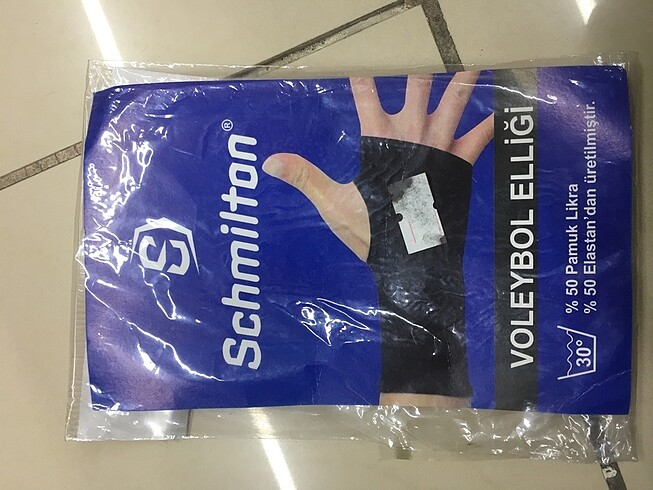 Schmilton®
VOLEYBOL ELLİĞİ
% 50 Pamuk Likra
% 50 Elastan'dan üretilmiştir.
30°